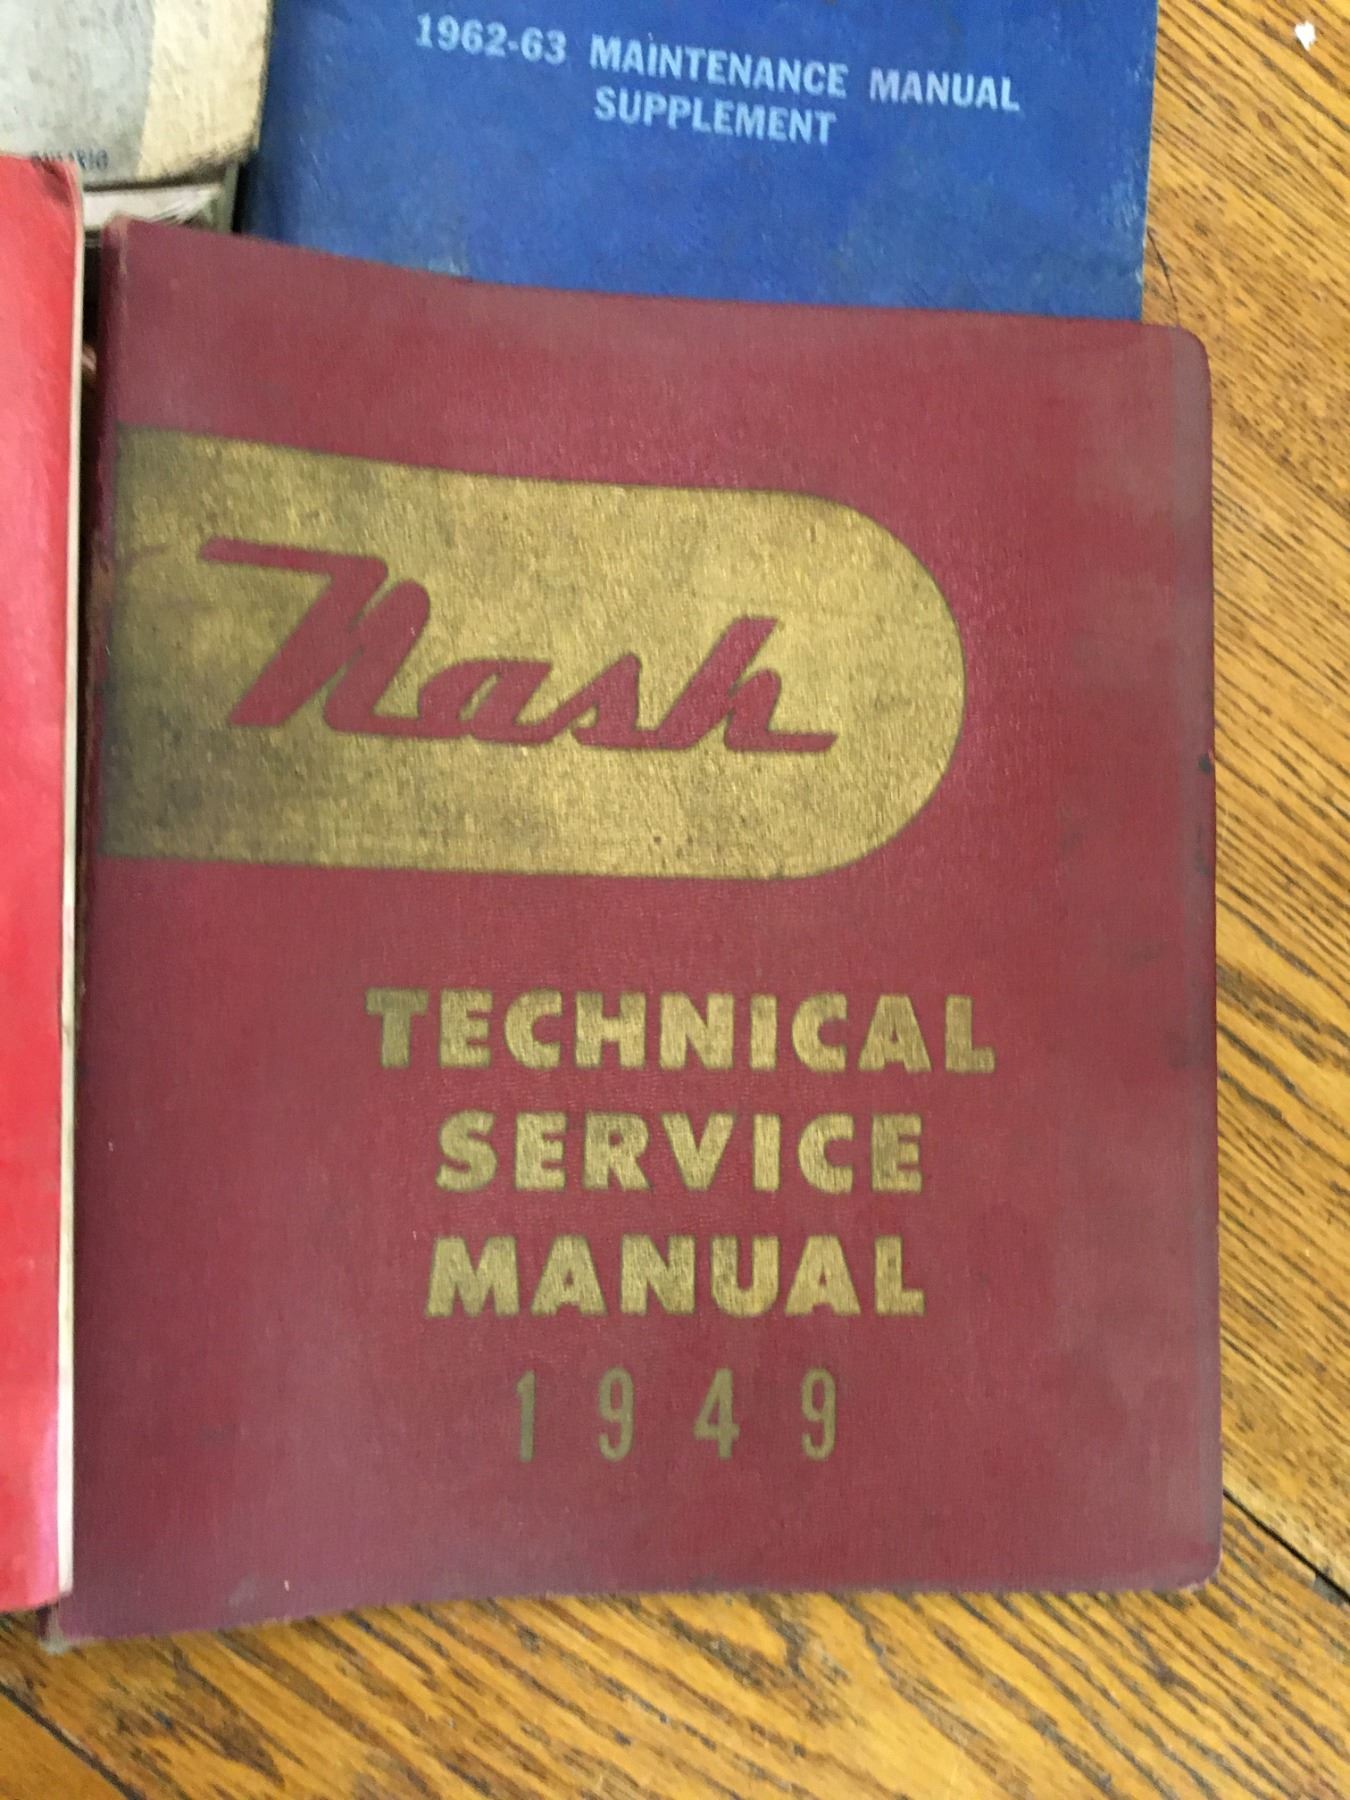 1962-63 MAINTENANCE MANUAL
SUPPLEMENT
Nash
TECHNICAL
SERVICE
MANUAL
1949